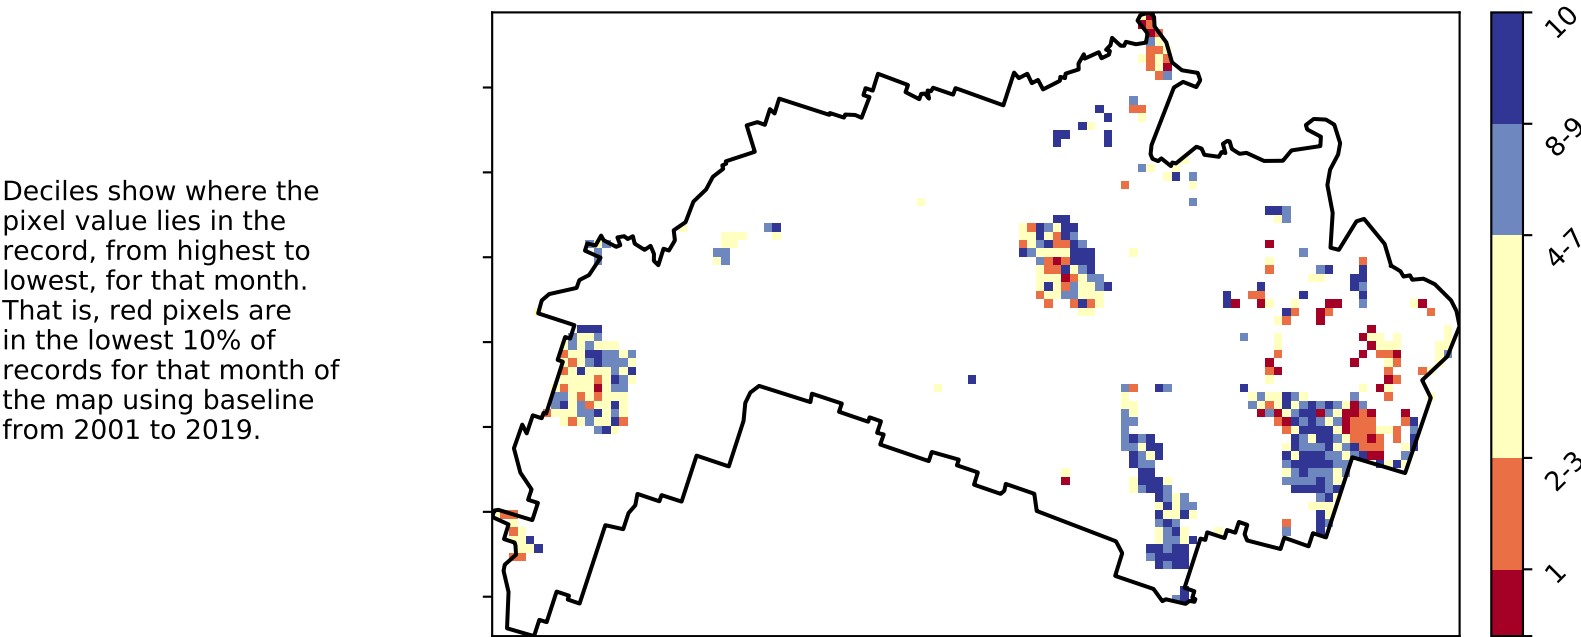 Deciles show where the
pixel value lies in the
record, from highest to
lowest, for that month.
That is, red pixels are
in the lowest 10% of
records for that month of
the map using baseline
from 2001 to 2019.
10
8-9
4-7
2-3
1